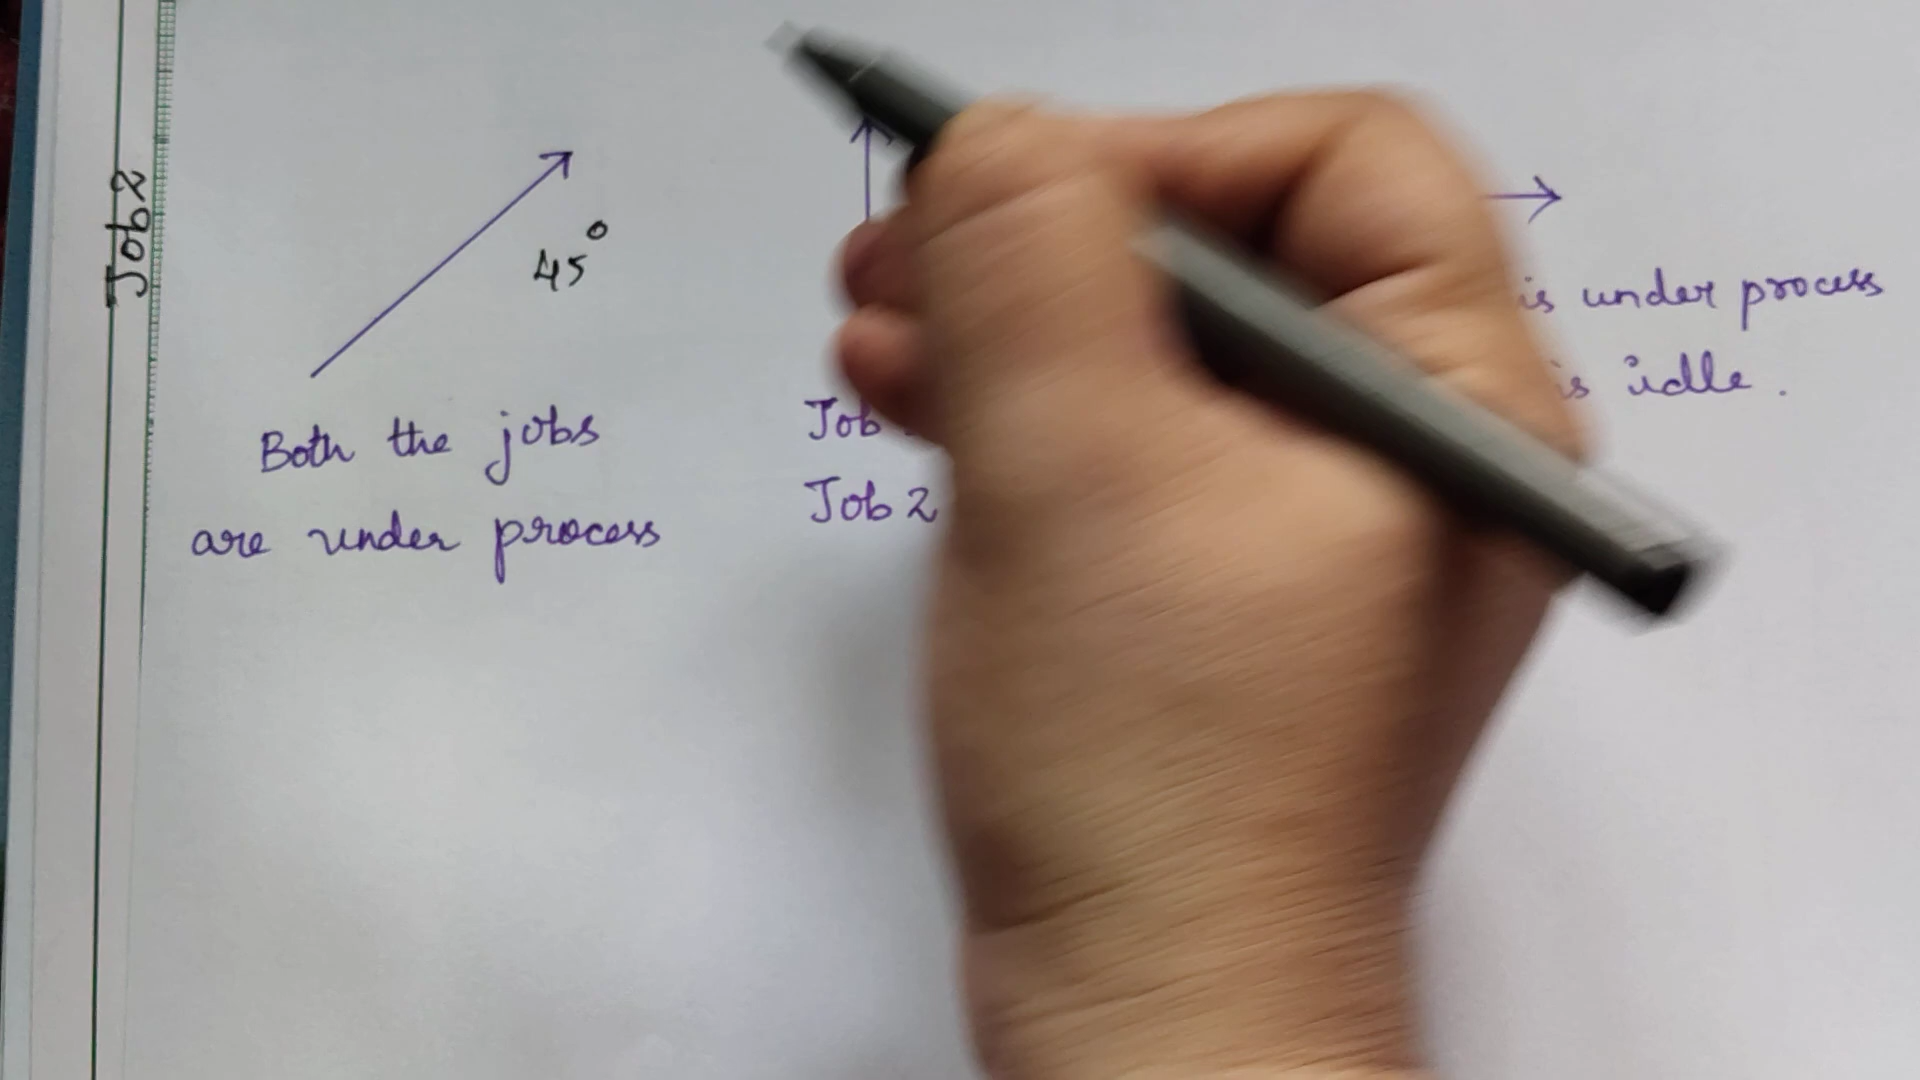 Job2
45°
Both the jobs
are under process
Job
Job 2
is under process
is idle.